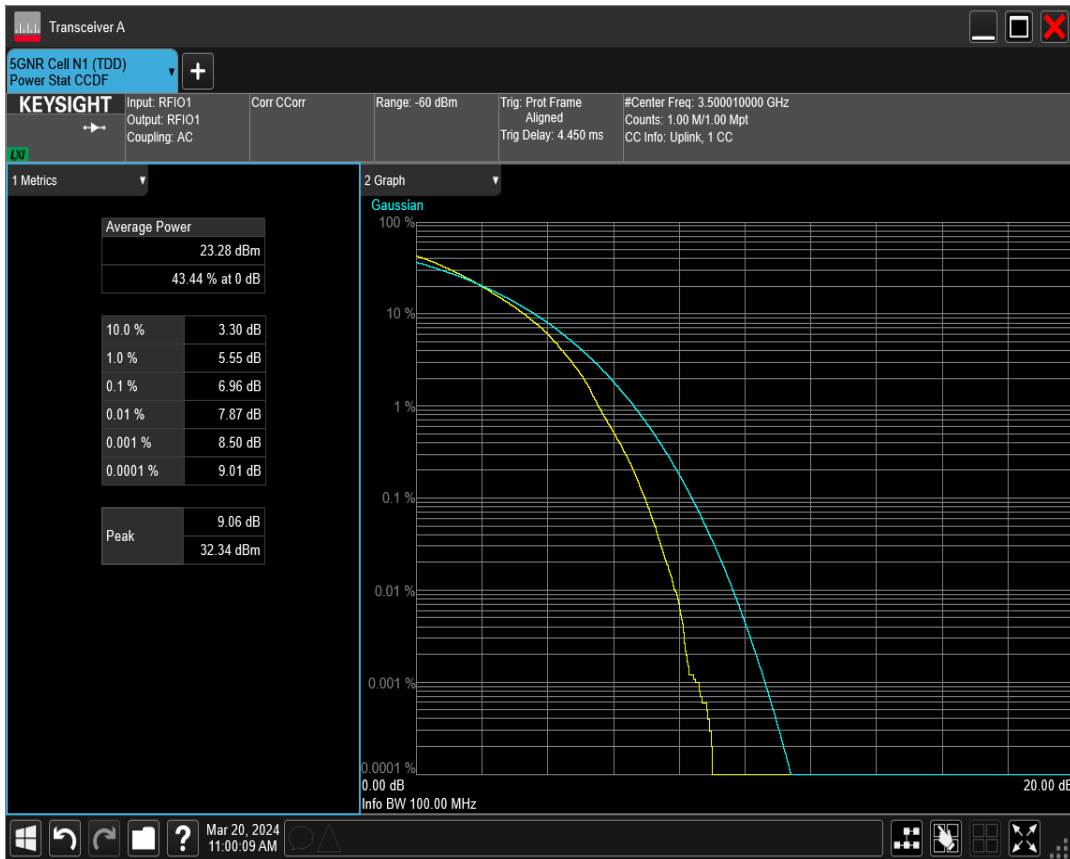 Transceiver A
5GNR Cell N1 (TDD)
Power Stat CCDF
+
KEYSIGHT
LXI
Input: RFIO1
Output: RFIO1
Coupling: AC
Corr CCorr
Range: -60 dBm
Trig: Prot Frame
Aligned
Trig Delay: 4.450 ms
#Center Freq: 3.500010000 GHz
Counts: 1.00 M/1.00 Mpt
CC Info: Uplink, 1 CC
1 Metrics
Average Power
23.28 dBm
43.44 % at 0 dB
10.0 % 3.30 dB
1.0 % 5.55 dB
0.1 % 6.96 dB
0.01 % 7.87 dB
0.001 % 8.50 dB
0.0001 % 9.01 dB
Peak
9.06 dB
32.34 dBm
2 Graph
Gaussian
100 %
10 %
1 %
0.1 %
0.01 %
0.001 %
0.0001 %
0.00 dB 20.00 dB
Info BW 100.00 MHz
?
Mar 20, 2024
11:00:09 AM